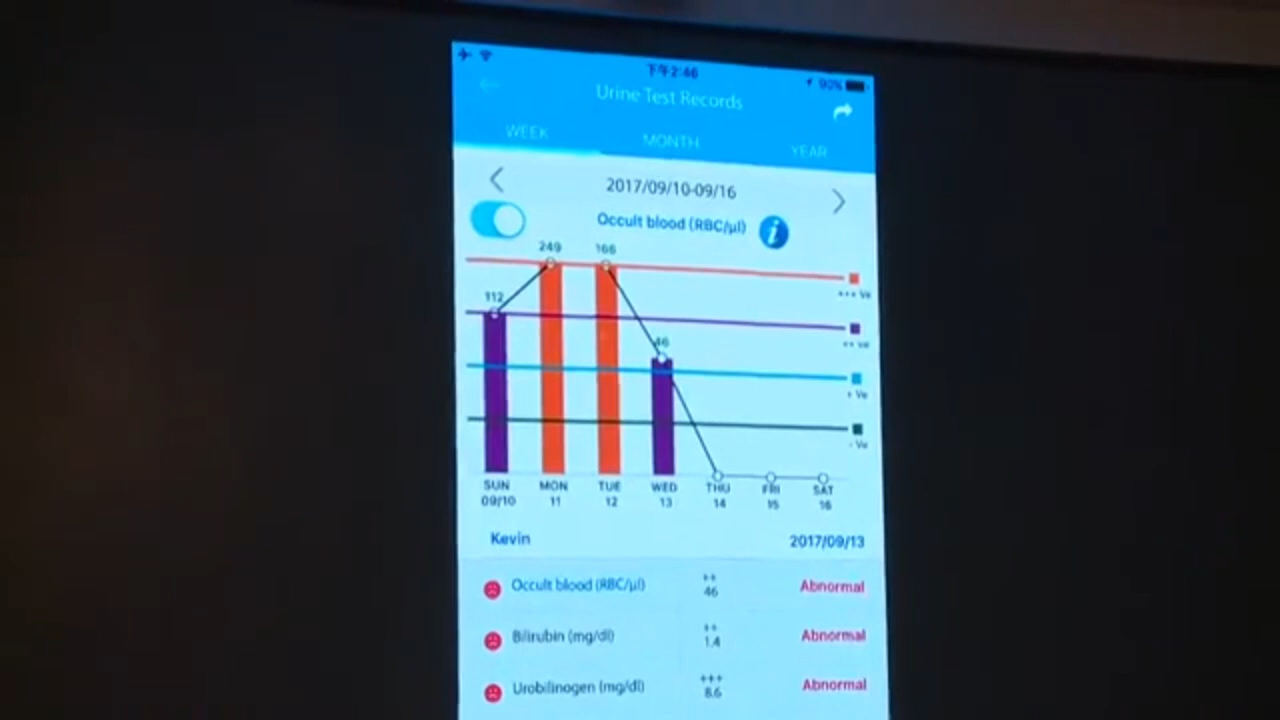 下午2:46
90%
Urine Test Records
WEEK
MONTH
YEAR
2017/09/10-09/16
Occult blood (RBC/µl)
i
249
166
112
46
+++ Ve
++ Ve
+ Ve
- Ve
SUN MON TUE WED THU FRI SAT
09/10 11 12 13 14 15 16
Kevin 2017/09/13
++
Occult blood (RBC/µl) 46 Abnormal
++
Bilirubin (mg/dl) 1.4 Abnormal
+++
Urobilinogen (mg/dl) 8.6 Abnormal